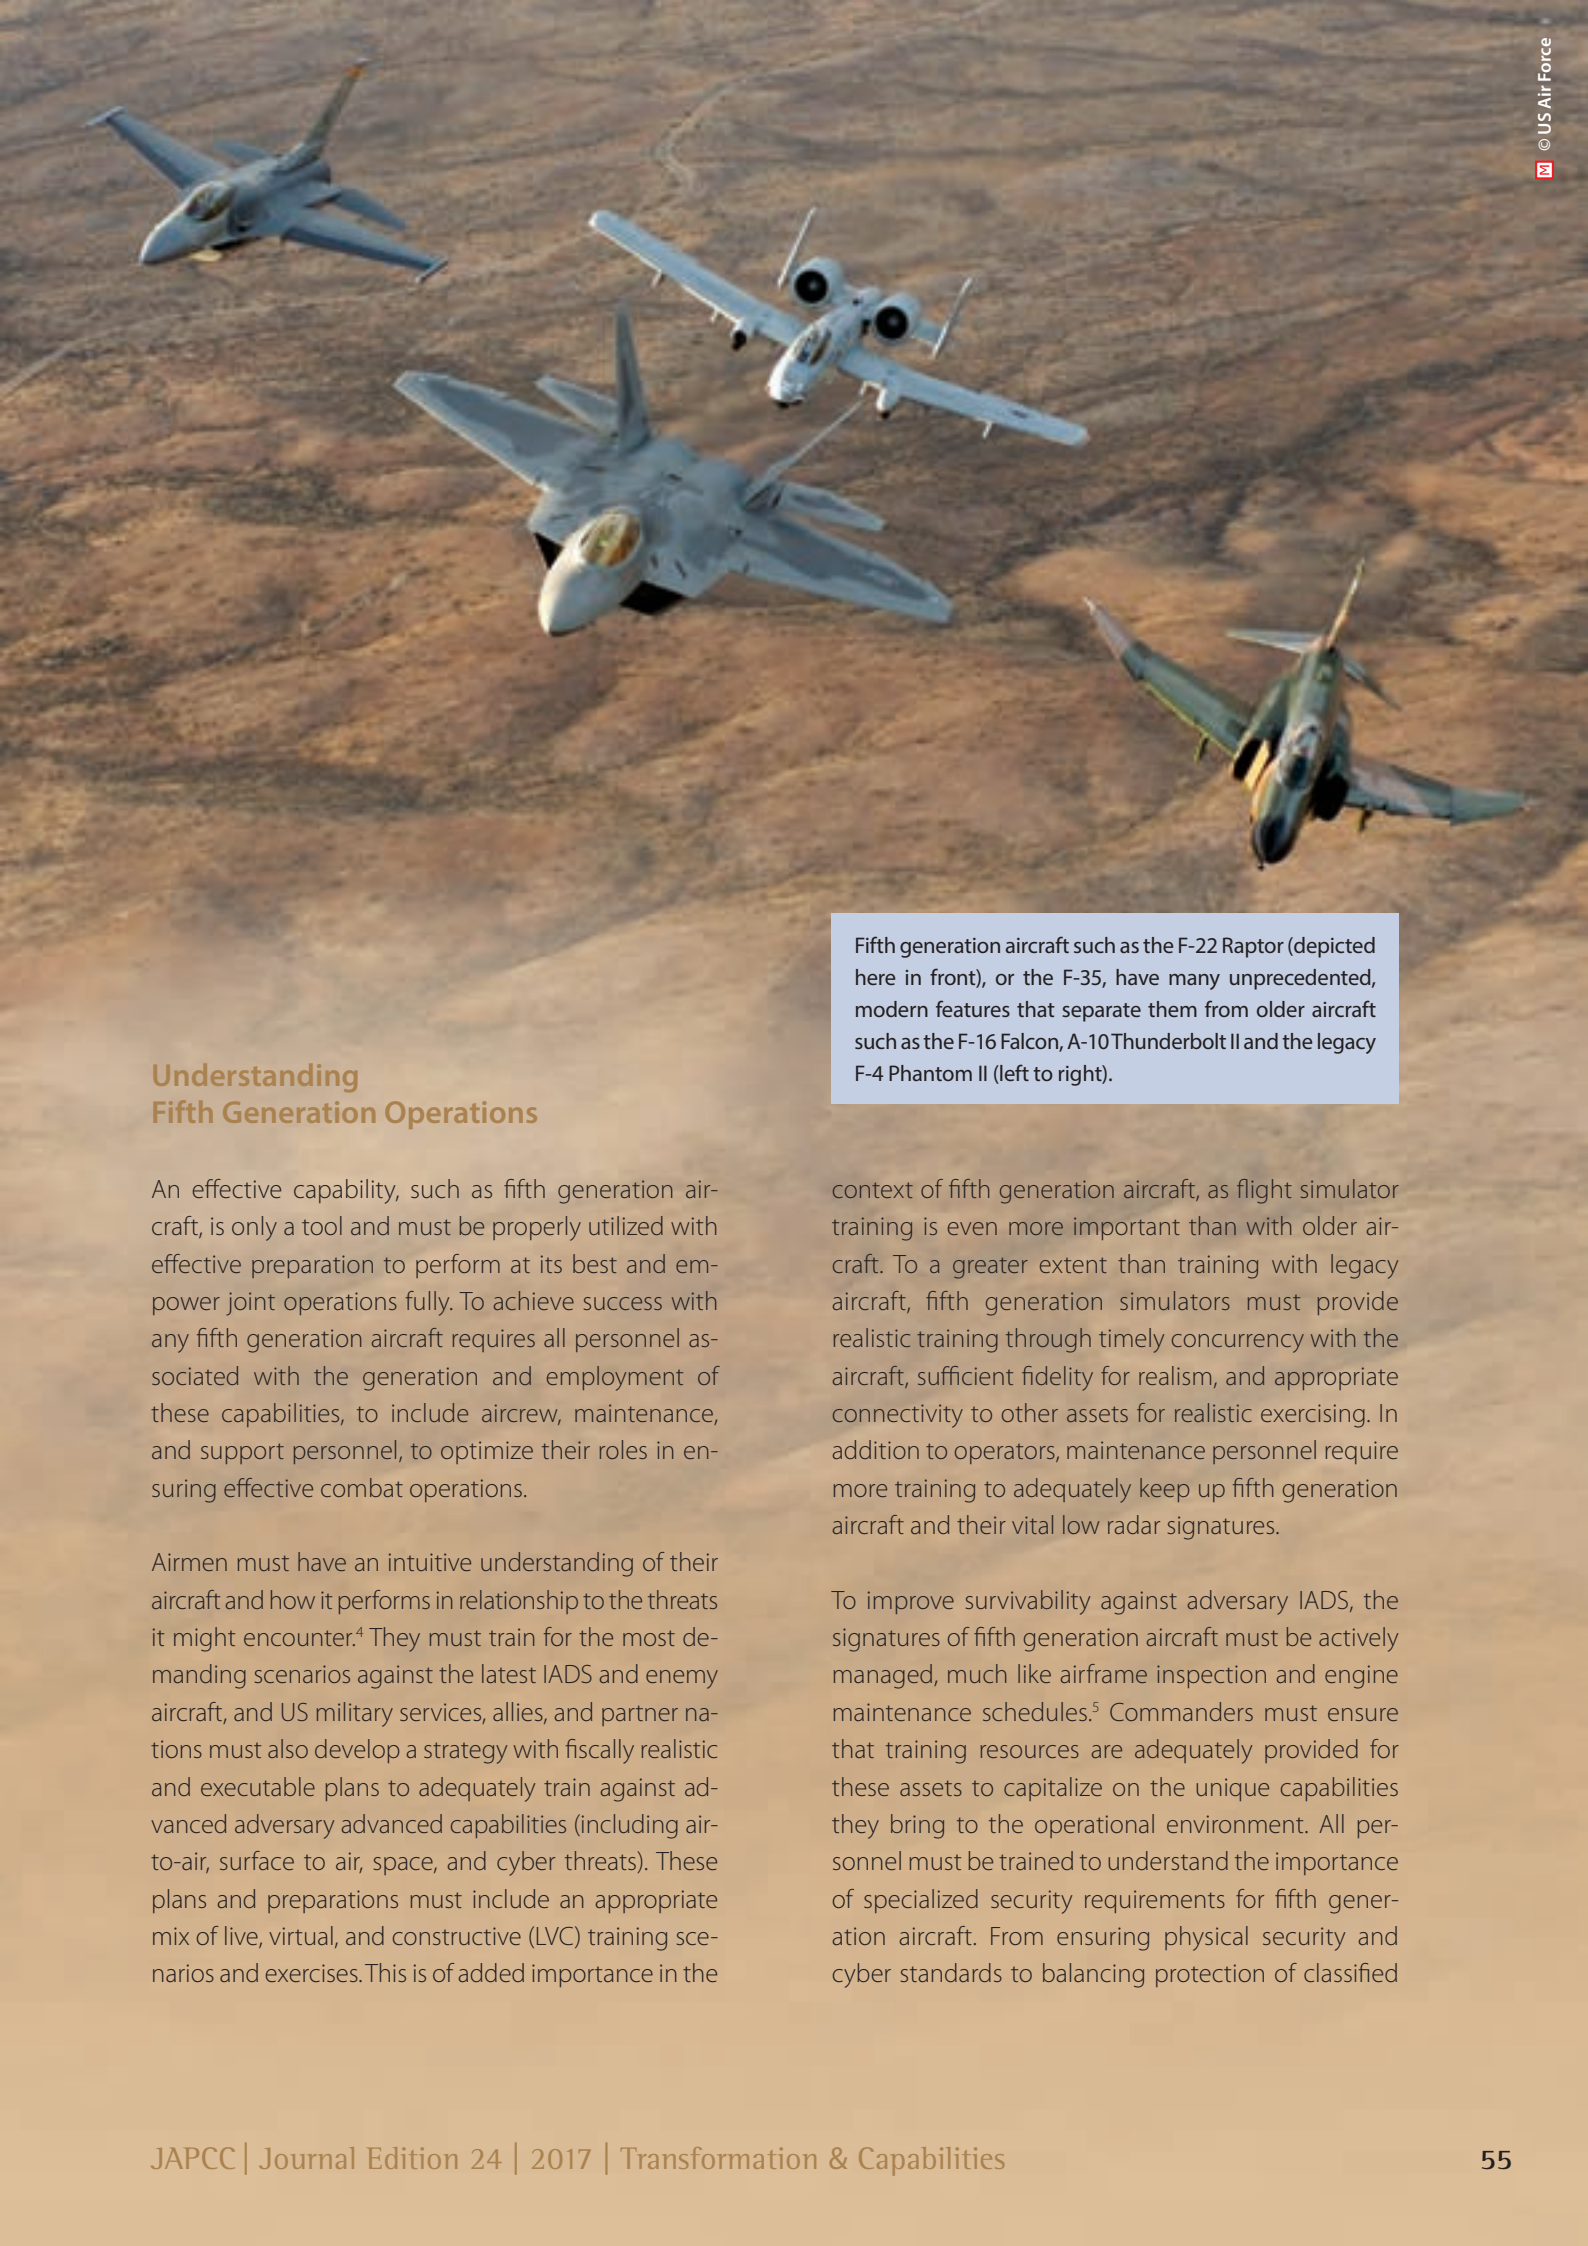 M © US Air Force
Fifth generation aircraft such as the F-22 Raptor (depicted
here in front), or the F-35, have many unprecedented,
modern features that separate them from older aircraft
such as the F-16 Falcon, A-10 Thunderbolt II and the legacy
F-4 Phantom II (left to right).
Understanding
Fifth Generation Operations
An effective capability, such as fifth generation air-
craft, is only a tool and must be properly utilized with
effective preparation to perform at its best and em-
power joint operations fully. To achieve success with
any fifth generation aircraft requires all personnel as-
sociated with the generation and employment of
these capabilities, to include aircrew, maintenance,
and support personnel, to optimize their roles in en-
suring effective combat operations.
Airmen must have an intuitive understanding of their
aircraft and how it performs in relationship to the threats
it might encounter.4 They must train for the most de-
manding scenarios against the latest IADS and enemy
aircraft, and US military services, allies, and partner na-
tions must also develop a strategy with fiscally realistic
and executable plans to adequately train against ad-
vanced adversary advanced capabilities (including air-
to-air, surface to air, space, and cyber threats). These
plans and preparations must include an appropriate
mix of live, virtual, and constructive (LVC) training sce-
narios and exercises. This is of added importance in the
context of fifth generation aircraft, as flight simulator
training is even more important than with older air-
craft. To a greater extent than training with legacy
aircraft, fifth generation simulators must provide
realistic training through timely concurrency with the
aircraft, sufficient fidelity for realism, and appropriate
connectivity to other assets for realistic exercising. In
addition to operators, maintenance personnel require
more training to adequately keep up fifth generation
aircraft and their vital low radar signatures.
To improve survivability against adversary IADS, the
signatures of fifth generation aircraft must be actively
managed, much like airframe inspection and engine
maintenance schedules.5 Commanders must ensure
that training resources are adequately provided for
these assets to capitalize on the unique capabilities
they bring to the operational environment. All per-
sonnel must be trained to understand the importance
of specialized security requirements for fifth gener-
ation aircraft. From ensuring physical security and
cyber standards to balancing protection of classified
JAPCC | Journal Edition 24 | 2017 | Transformation & Capabilities
55